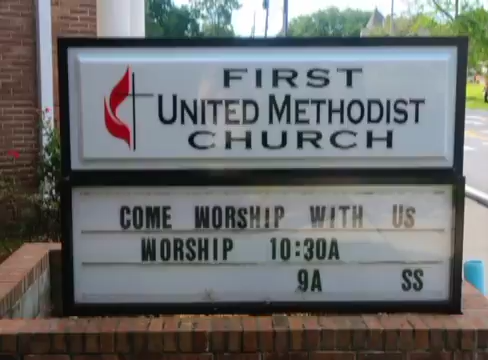 FIRST
UNITED METHODIST
CHURCH
COME WORSHIP WITH US
WORSHIP 10:30A
9A SS